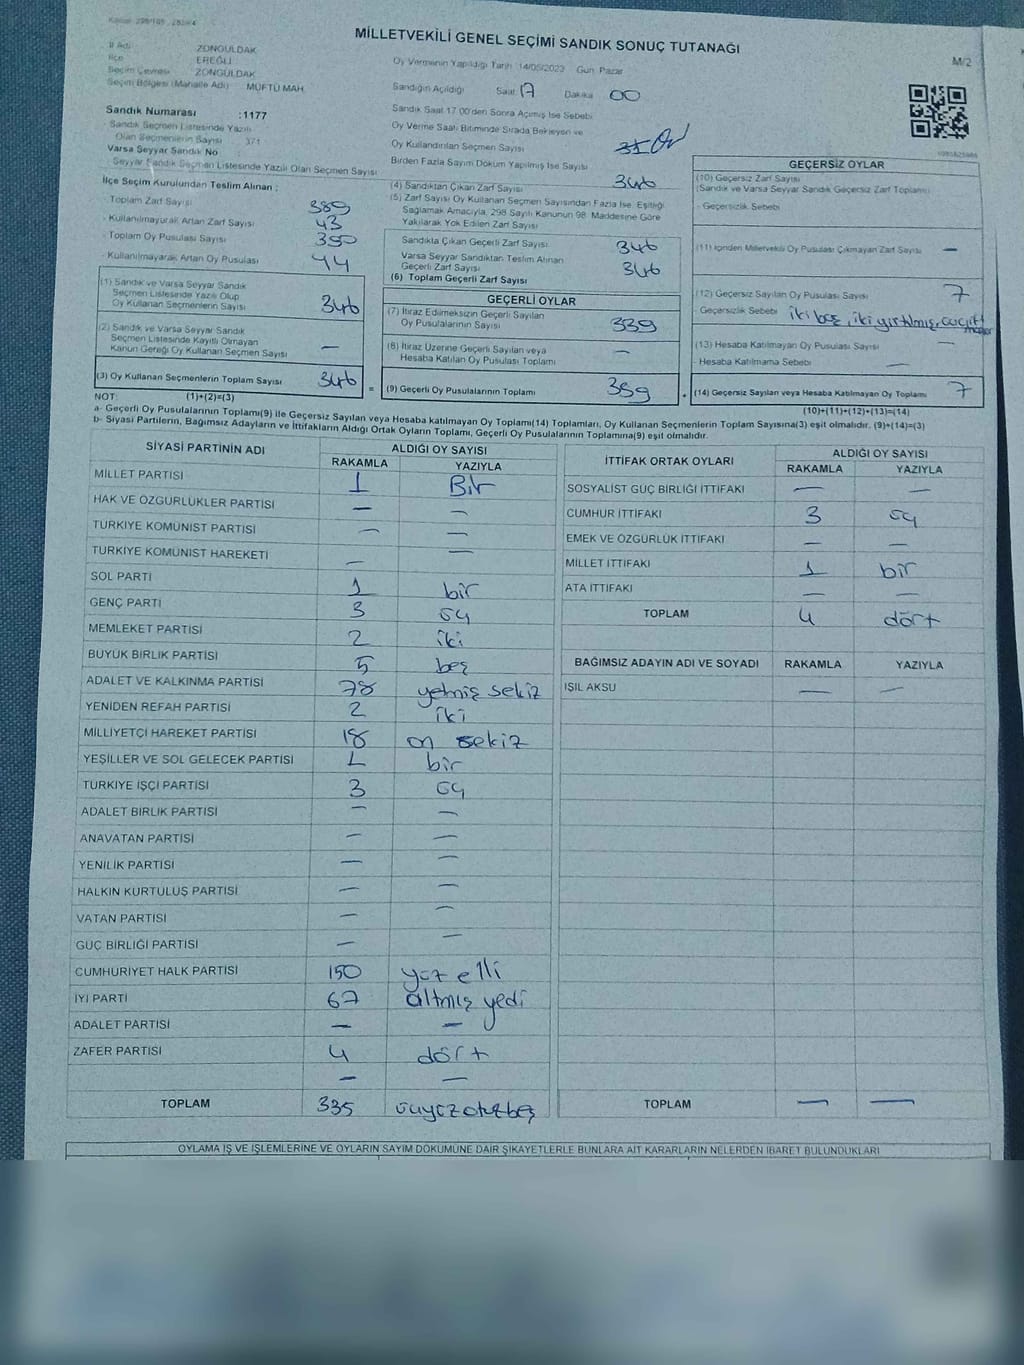 MİLLETVEKİLİ GENEL SEÇİMİ SANDIK SONUÇ TUTANAĞI
M/2
İl Adı: ZONGULDAK
İlçe: EREĞLİ
Seçim Çevresi ZONGULDAK
Seçim Bölgesi (Mahalle Adı) MÜFTÜ MAH.
Oy Vermenin Yapıldığı Tarih :14/05/2023 Gün: Pazar
Sandığın Açıldığı Saat 17 Dakika 00
Sandık Saat 17.00'den Sonra Açılmış İse Sebebi
Oy Verme Saati Bitiminde Sırada Bekleyen ve
Oy Kullandırılan Seçmen Sayısı
Birden Fazla Sayım Döküm Yapılmış İse Sayısı
Sandık Numarası :1177
- Sandık Seçmen Listesinde Yazılı
Olan Seçmenlerin Sayısı 371
Varsa Seyyar Sandık No
- Seyyar Sandık Seçmen Listesinde Yazılı Olan Seçmen Sayısı
İlçe Seçim Kurulundan Teslim Alınan ;
- Toplam Zarf Sayısı 389
- Kullanılmayarak Artan Zarf Sayısı 43
- Toplam Oy Pusulası Sayısı 390
- Kullanılmayarak Artan Oy Pusulası 44
(1) Sandık ve Varsa Seyyar Sandık
Seçmen Listesinde Yazılı Olup
Oy Kullanan Seçmenlerin Sayısı 346
(2) Sandık ve Varsa Seyyar Sandık
Seçmen Listesinde Kayıtlı Olmayan
Kanun Gereği Oy Kullanan Seçmen Sayısı —
(3) Oy Kullanan Seçmenlerin Toplam Sayısı 346 =
(4) Sandıktan Çıkan Zarf Sayısı 346
(5) Zarf Sayısı Oy Kullanan Seçmen Sayısından Fazla İse, Eşitliği
Sağlamak Amacıyla, 298 Sayılı Kanunun 98. Maddesine Göre
Yakılarak Yok Edilen Zarf Sayısı
Sandıkta Çıkan Geçerli Zarf Sayısı 346
Varsa Seyyar Sandıktan Teslim Alınan
Geçerli Zarf Sayısı 346
(6) Toplam Geçerli Zarf Sayısı
GEÇERLİ OYLAR
(7) İtiraz Edilmeksizin Geçerli Sayılan
Oy Pusulalarının Sayısı 339
(8) İtiraz Üzerine Geçerli Sayılan veya
Hesaba Katılan Oy Pusulası Toplamı —
(9) Geçerli Oy Pusulalarının Toplamı 339
GEÇERSİZ OYLAR
(10) Geçersiz Zarf Sayısı
(Sandık ve Varsa Seyyar Sandık Geçersiz Zarf Toplamı)
- Geçersizlik Sebebi
(11) İçinden Milletvekili Oy Pusulası Çıkmayan Zarf Sayısı —
(12) Geçersiz Sayılan Oy Pusulası Sayısı 7
- Geçersizlik Sebebi iki boş, iki yırtılmış,
(13) Hesaba Katılmayan Oy Pusulası Sayısı —
- Hesaba Katılmama Sebebi —
(14) Geçersiz Sayılan veya Hesaba Katılmayan Oy Toplamı 7
NOT: (1)+(2)=(3)
(10)+(11)+(12)+(13)=(14)
a- Geçerli Oy Pusulalarının Toplamı(9) ile Geçersiz Sayılan veya Hesaba katılmayan Oy Toplamı(14) Toplamları, Oy Kullanan Seçmenlerin Toplam Sayısına(3) eşit olmalıdır. (9)+(14)=(3)
b- Siyasi Partilerin, Bağımsız Adayların ve İttifakların Aldığı Ortak Oyların Toplamı, Geçerli Oy Pusulalarının Toplamına(9) eşit olmalıdır.
SİYASİ PARTİNİN ADI ALDIĞI OY SAYISI
RAKAMLA YAZIYLA
MİLLET PARTİSİ 1 Bir
HAK VE ÖZGÜRLÜKLER PARTİSİ — —
TÜRKİYE KOMÜNİST PARTİSİ — —
TÜRKİYE KOMÜNİST HAREKETİ — —
SOL PARTİ 1 bir
GENÇ PARTİ 3 üç
MEMLEKET PARTİSİ 2 iki
BÜYÜK BİRLİK PARTİSİ 5 beş
ADALET VE KALKINMA PARTİSİ 78 yetmiş sekiz
YENİDEN REFAH PARTİSİ 2 iki
MİLLİYETÇİ HAREKET PARTİSİ 18 on sekiz
YEŞİLLER VE SOL GELECEK PARTİSİ 1 bir
TÜRKİYE İŞÇİ PARTİSİ 3 üç
ADALET BİRLİK PARTİSİ — —
ANAVATAN PARTİSİ — —
YENİLİK PARTİSİ — —
HALKIN KURTULUŞ PARTİSİ — —
VATAN PARTİSİ — —
GÜÇ BİRLİĞİ PARTİSİ — —
CUMHURİYET HALK PARTİSİ 150 yüz elli
İYİ PARTİ 67 altmış yedi
ADALET PARTİSİ — —
ZAFER PARTİSİ 4 dört
— —
TOPLAM 335 üçyüzotuzbeş
İTTİFAK ORTAK OYLARI ALDIĞI OY SAYISI
RAKAMLA YAZIYLA
SOSYALİST GÜÇ BİRLİĞİ İTTİFAKI — —
CUMHUR İTTİFAKI 3 üç
EMEK VE ÖZGÜRLÜK İTTİFAKI — —
MİLLET İTTİFAKI 1 bir
ATA İTTİFAKI — —
TOPLAM 4 dört
BAĞIMSIZ ADAYIN ADI VE SOYADI RAKAMLA YAZIYLA
IŞIL AKSU — —
TOPLAM — —
OYLAMA İŞ VE İŞLEMLERİNE VE OYLARIN SAYIM DÖKÜMÜNE DAİR ŞİKAYETLERLE BUNLARA AİT KARARLARIN NELERDEN İBARET BULUNDUKLARI